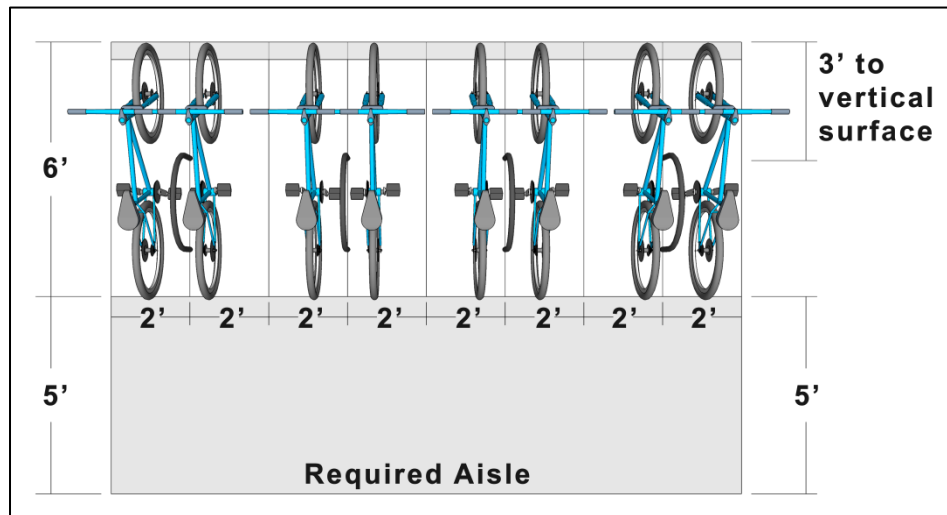 3’ to
vertical
surface
6’
2’ 2’ 2’ 2’ 2’ 2’ 2’ 2’
5’ 5’
Required Aisle